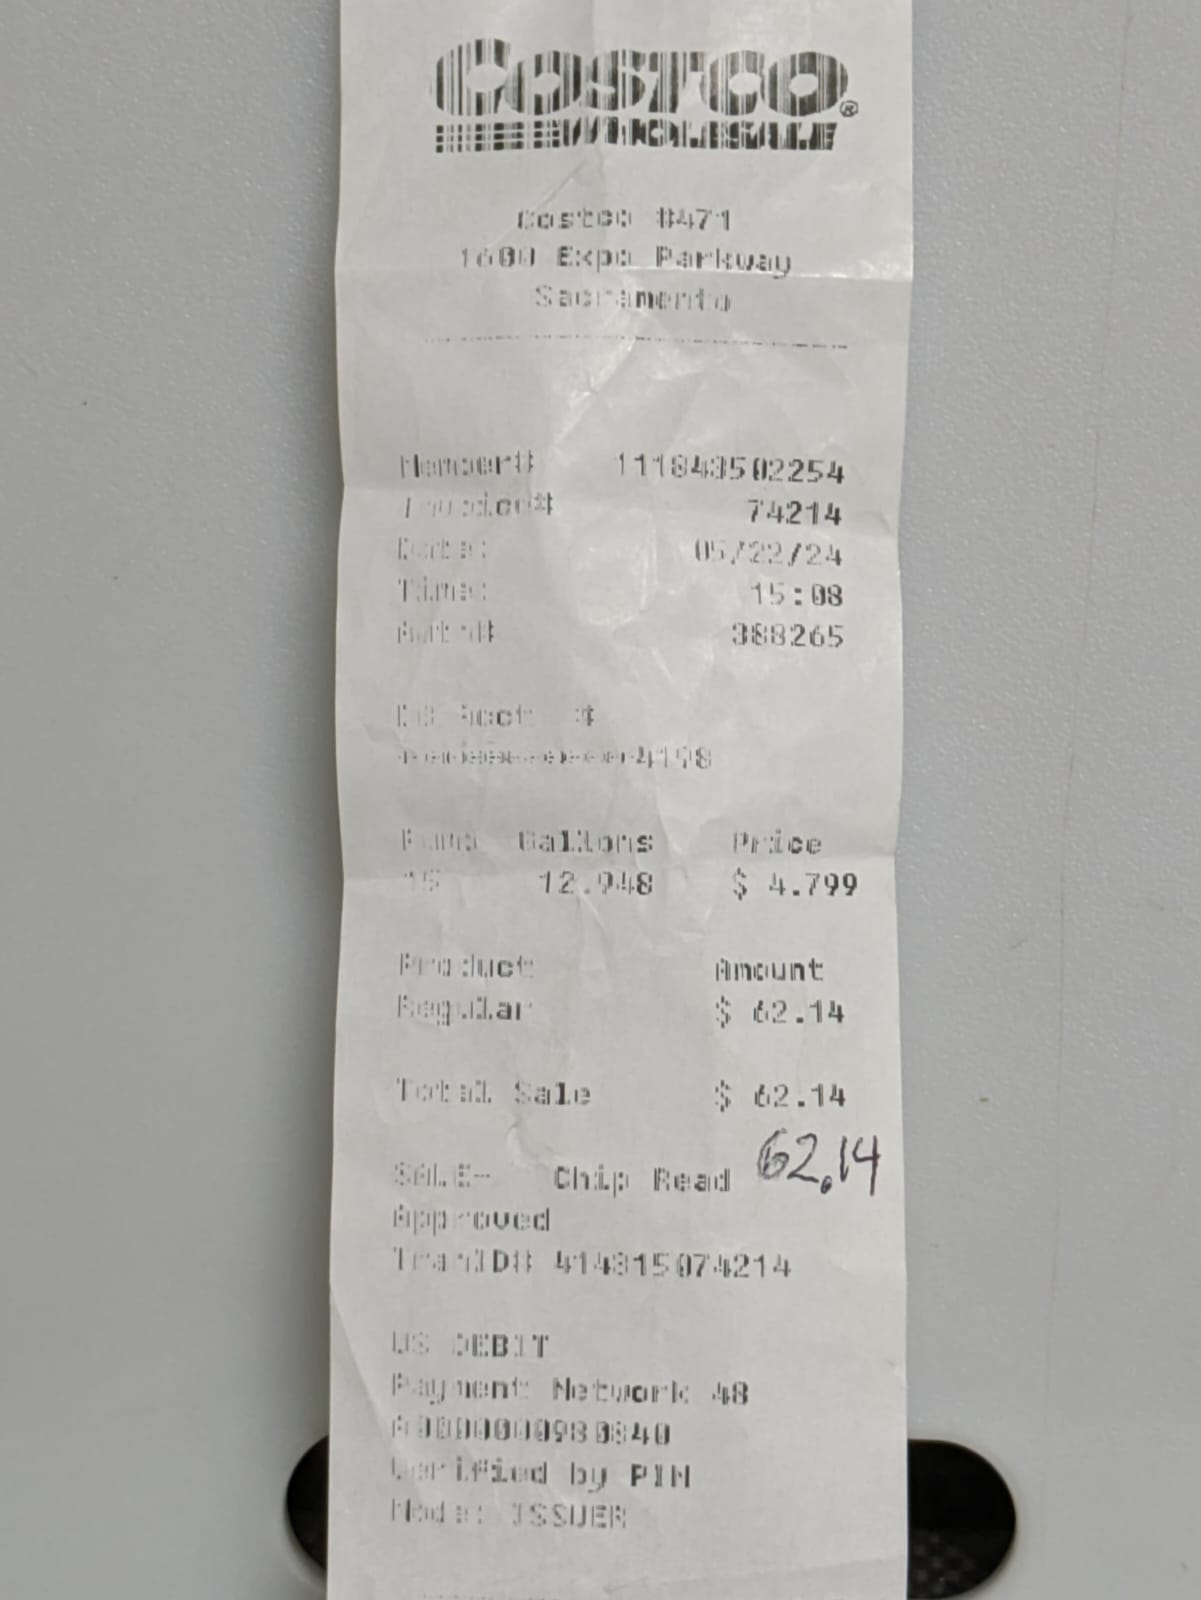 COSTCO®
WHOLESALE
Costco #471
1600 Expo Parkway
Sacramento
Member# 111843502254
Invoice# 74214
Date: 05/22/24
Time: 15:08
Auth# 388265
Acct #
4198
Pump Gallons Price
15 12.948 $ 4.799
Product Amount
Regular $ 62.14
Total Sale $ 62.14
62.14
SALE- Chip Read
Approved
TranID# 414315074214
US DEBIT
Payment Network 48
A0000000980840
Verified by PIN
Mode: ISSUER